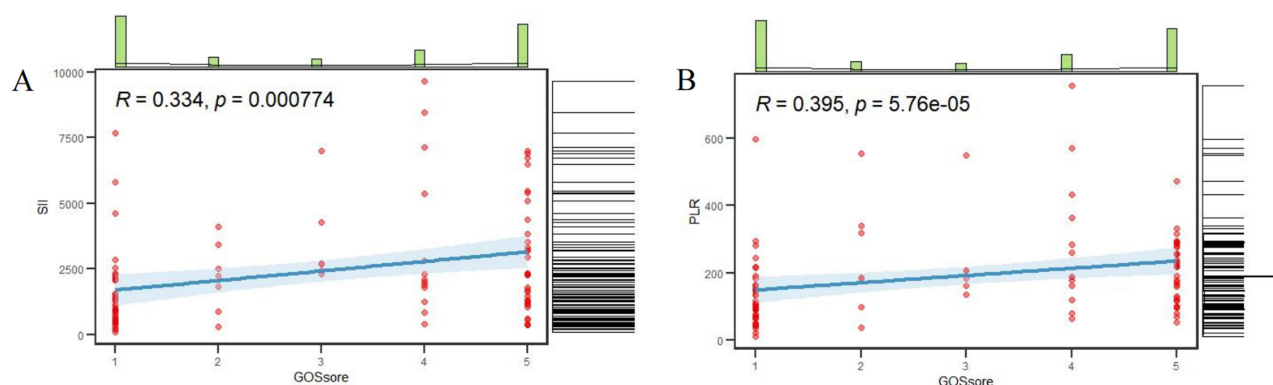 A
R = 0.334, p = 0.000774
10000
7500
5000
2500
0
SII
1 2 3 4 5
GOSsore
B
R = 0.395, p = 5.76e-05
600
400
200
0
PLR
1 2 3 4 5
GOSsore